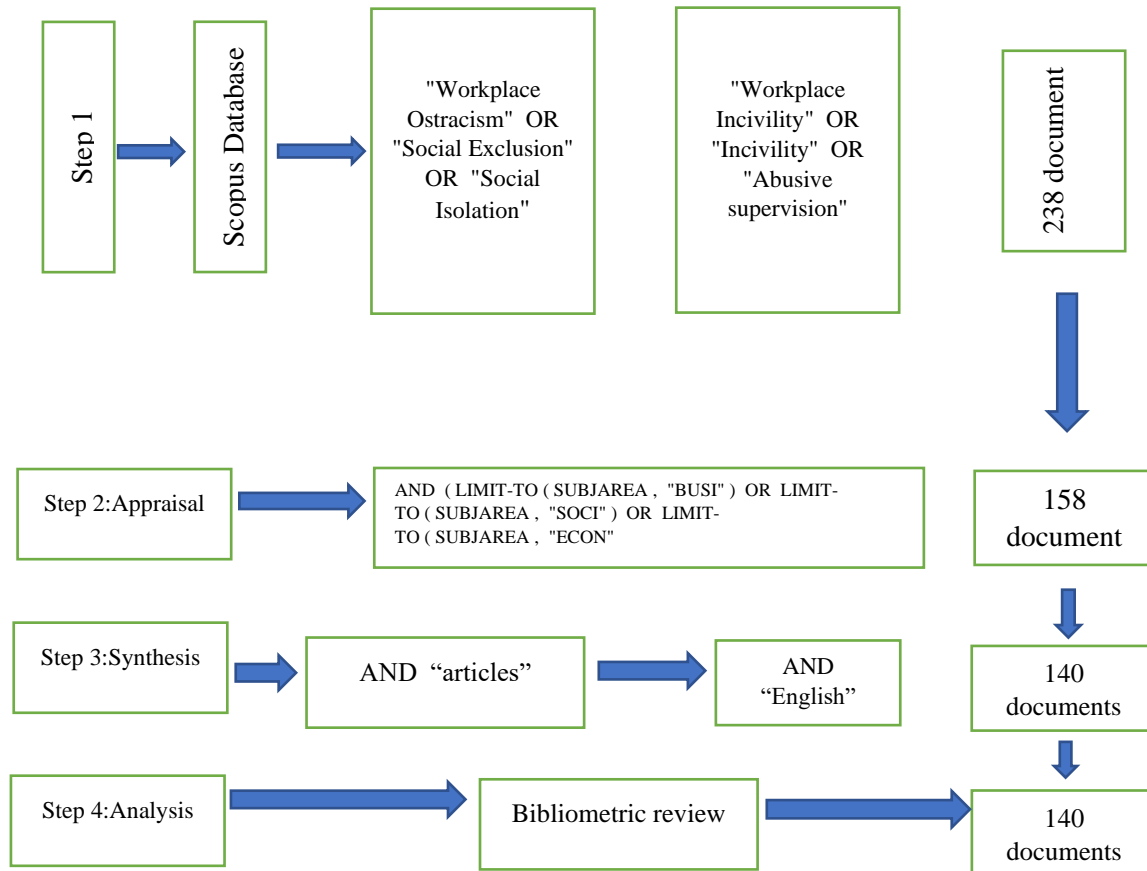 Step 1
Scopus Database
"Workplace
Ostracism" OR
"Social Exclusion"
OR "Social
Isolation"
"Workplace
Incivility" OR
"Incivility" OR
"Abusive
supervision"
238 document
Step 2:Appraisal
AND ( LIMIT-TO ( SUBJAREA , "BUSI" ) OR LIMIT-
TO ( SUBJAREA , "SOCI" ) OR LIMIT-
TO ( SUBJAREA , "ECON"
158
document
Step 3:Synthesis
AND “articles”
AND
“English”
140
documents
Step 4:Analysis
Bibliometric review
140
documents